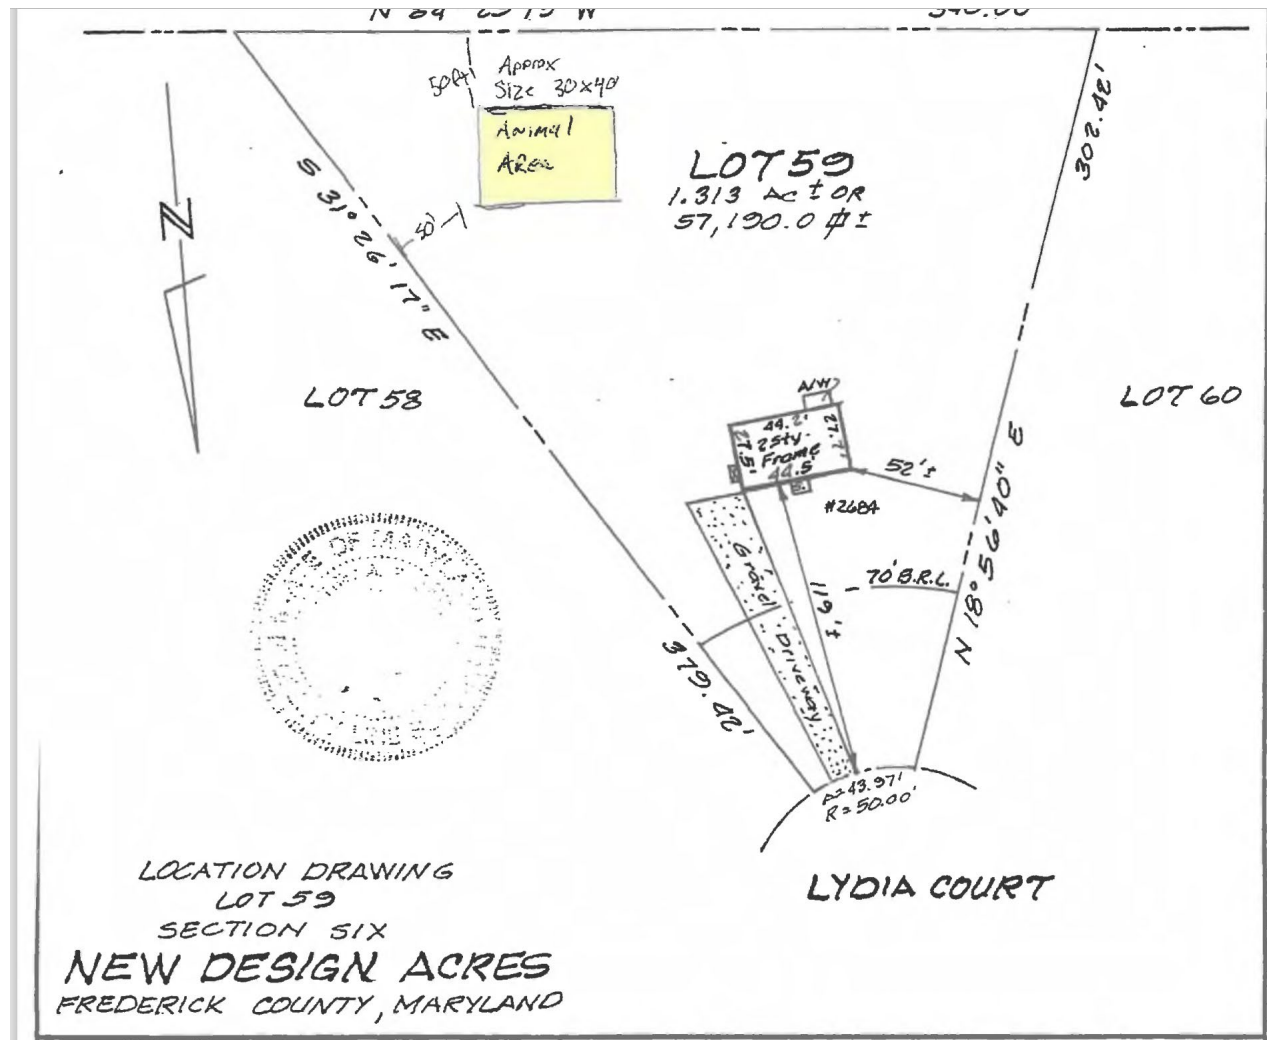 50ft
Approx
Size 30x40'
Animal
Area
LOT 59
1.313 AC ± OR
57,190.0 ⏍ ±
302.42'
S 31° 26' 17" E
50'
N
LOT 58
LOT 60
44.2'
27.5'
2 Sty.
Frame
27.7'
44.5'
52'±
#2684
N 18° 56' 40" E
70' B.R.L.
119'±
Gravel
Driveway
379.42'
A=43.97'
R=50.00'
LYDIA COURT
LOCATION DRAWING
LOT 59
SECTION SIX
NEW DESIGN ACRES
FREDERICK COUNTY, MARYLAND